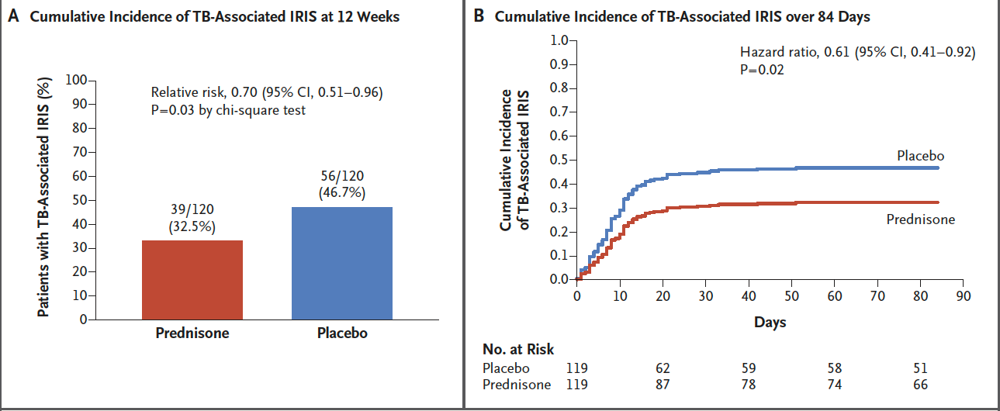 A Cumulative Incidence of TB-Associated IRIS at 12 Weeks
Patients with TB-Associated IRIS (%)
100
90
80
70
60
50
40
30
20
10
0
Relative risk, 0.70 (95% CI, 0.51–0.96)
P=0.03 by chi-square test
39/120
(32.5%)
56/120
(46.7%)
Prednisone
Placebo
B Cumulative Incidence of TB-Associated IRIS over 84 Days
Cumulative Incidence
of TB-Associated IRIS
1.0
0.9
0.8
0.7
0.6
0.5
0.4
0.3
0.2
0.1
0.0
Hazard ratio, 0.61 (95% CI, 0.41–0.92)
P=0.02
Placebo
Prednisone
0 10 20 30 40 50 60 70 80 90
Days
No. at Risk
Placebo 119 62 59 58 51
Prednisone 119 87 78 74 66